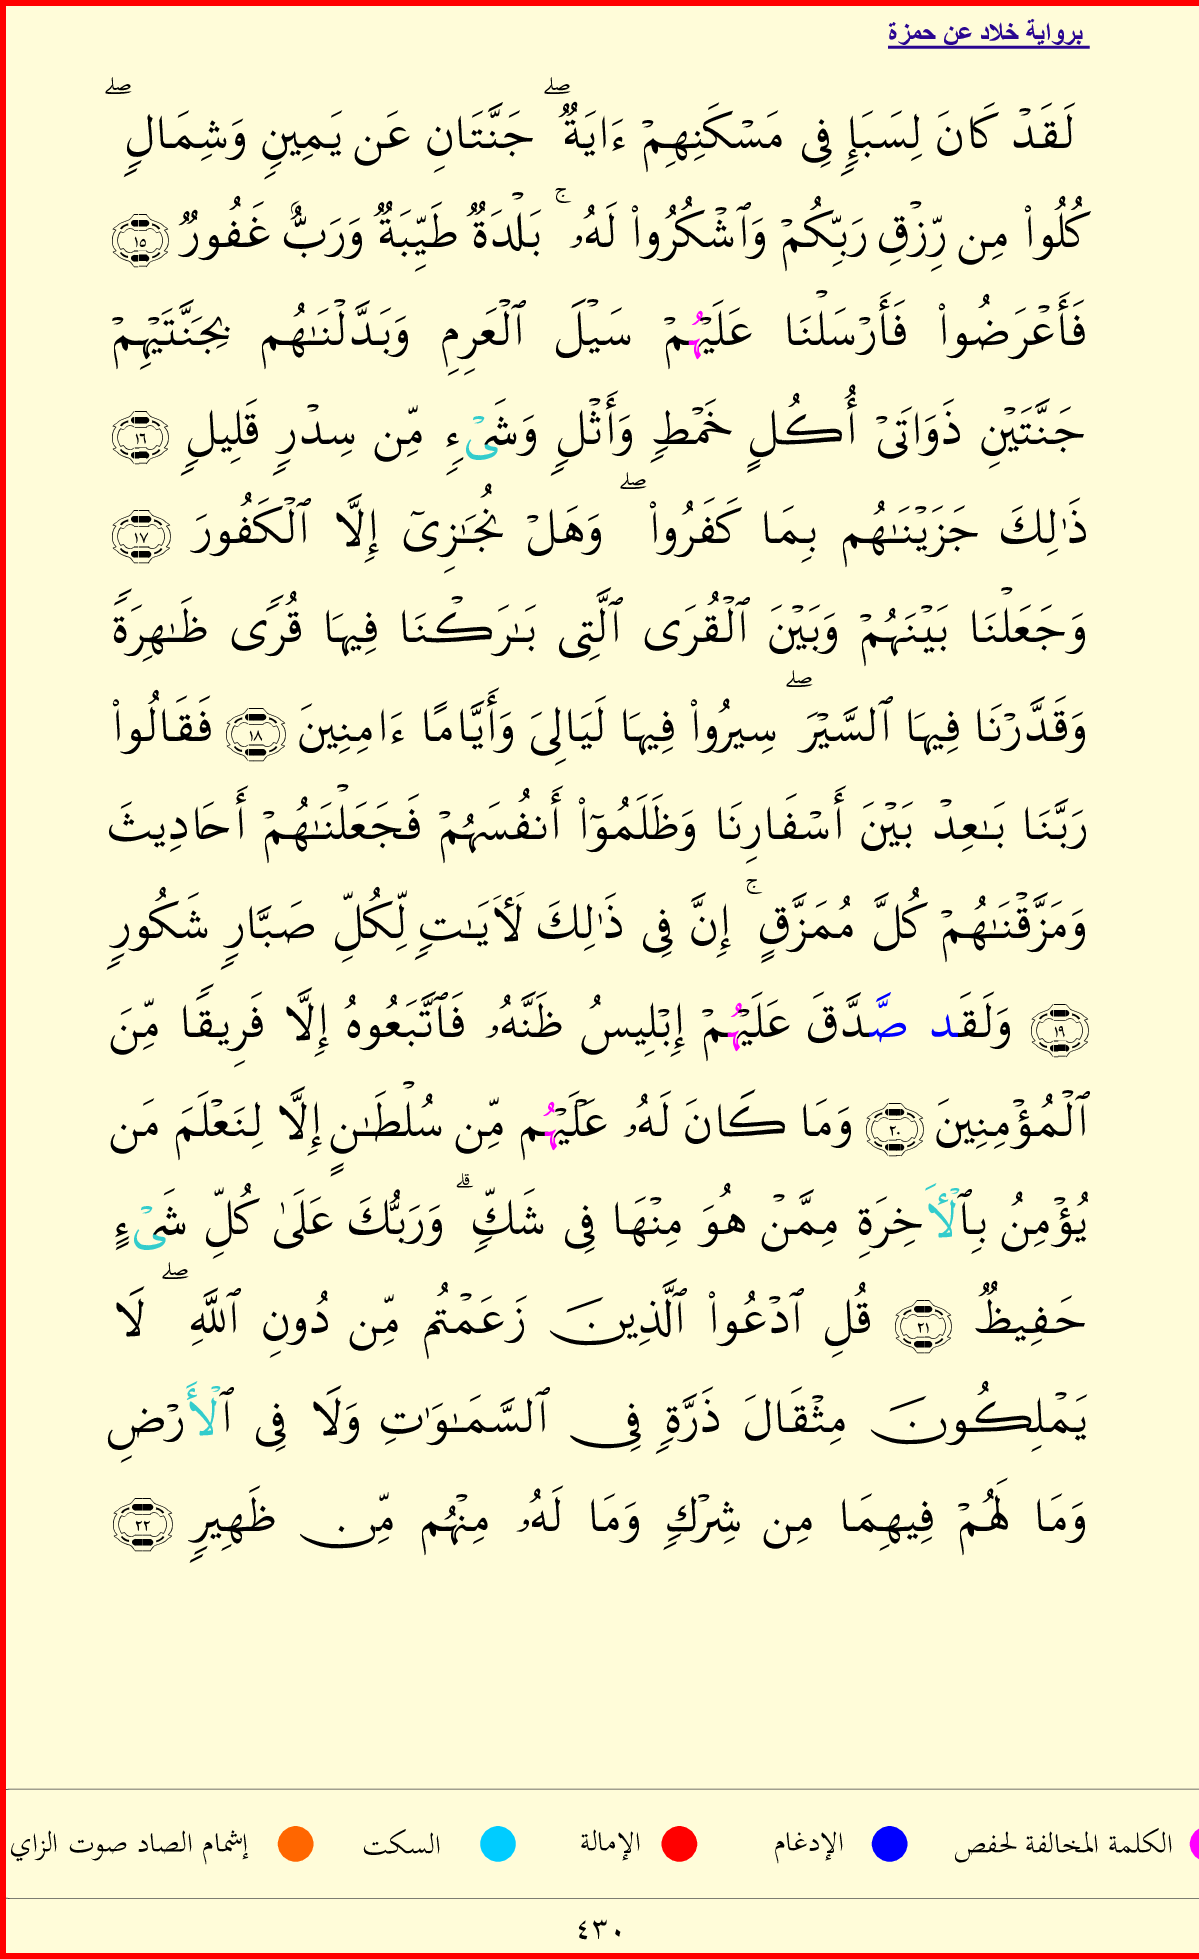 برواية خلاد عن حمزة
لَقَدْ كَانَ لِسَبَإٍ فِى مَسْكَنِهِمْ ءَايَةٌ ۖ جَنَّتَانِ عَن يَمِينٍ وَشِمَالٍ ۖ
كُلُوا۟ مِن رِّزْقِ رَبِّكُمْ وَٱشْكُرُوا۟ لَهُۥ ۚ بَلْدَةٌ طَيِّبَةٌ وَرَبٌّ غَفُورٌ ١٥
فَأَعْرَضُوا۟ فَأَرْسَلْنَا عَلَيْهُمْ سَيْلَ ٱلْعَرِمِ وَبَدَّلْنَـٰهُم بِجَنَّتَيْهِمْ
جَنَّتَيْنِ ذَوَاتَىْ أُكُلٍ خَمْطٍ وَأَثْلٍ وَشَىْءٍ مِّن سِدْرٍ قَلِيلٍ ١٦
ذَٰلِكَ جَزَيْنَـٰهُم بِمَا كَفَرُوا۟ ۖ وَهَلْ نُجَـٰزِىٓ إِلَّا ٱلْكَفُورَ ١٧
وَجَعَلْنَا بَيْنَهُمْ وَبَيْنَ ٱلْقُرَى ٱلَّتِى بَـٰرَكْنَا فِيهَا قُرًى ظَـٰهِرَةً
وَقَدَّرْنَا فِيهَا ٱلسَّيْرَ ۖ سِيرُوا۟ فِيهَا لَيَالِىَ وَأَيَّامًا ءَامِنِينَ ١٨ فَقَالُوا۟
رَبَّنَا بَـٰعِدْ بَيْنَ أَسْفَارِنَا وَظَلَمُوٓا۟ أَنفُسَهُمْ فَجَعَلْنَـٰهُمْ أَحَادِيثَ
وَمَزَّقْنَـٰهُمْ كُلَّ مُمَزَّقٍ ۚ إِنَّ فِى ذَٰلِكَ لَأَيَـٰتٍ لِّكُلِّ صَبَّارٍ شَكُورٍ
١٩ وَلَقَد صَّدَّقَ عَلَيْهُمْ إِبْلِيسُ ظَنَّهُۥ فَٱتَّبَعُوهُ إِلَّا فَرِيقًا مِّنَ
ٱلْمُؤْمِنِينَ ٢٠ وَمَا كَانَ لَهُۥ عَلَيْهُم مِّن سُلْطَـٰنٍ إِلَّا لِنَعْلَمَ مَن
يُؤْمِنُ بِٱلْأَخِرَةِ مِمَّنْ هُوَ مِنْهَا فِى شَكٍّ ۗ وَرَبُّكَ عَلَىٰ كُلِّ شَىْءٍ
حَفِيظٌ ٢١ قُلِ ٱدْعُوا۟ ٱلَّذِينَ زَعَمْتُم مِّن دُونِ ٱللَّهِ ۖ لَا
يَمْلِكُونَ مِثْقَالَ ذَرَّةٍ فِى ٱلسَّمَـٰوَٰتِ وَلَا فِى ٱلْأَرْضِ
وَمَا لَهُمْ فِيهِمَا مِن شِرْكٍ وَمَا لَهُۥ مِنْهُم مِّن ظَهِيرٍ ٢٢
الكلمة المخالفة لحفص الإدغام الإمالة السكت إشمام الصاد صوت الزاي
٤٣٠